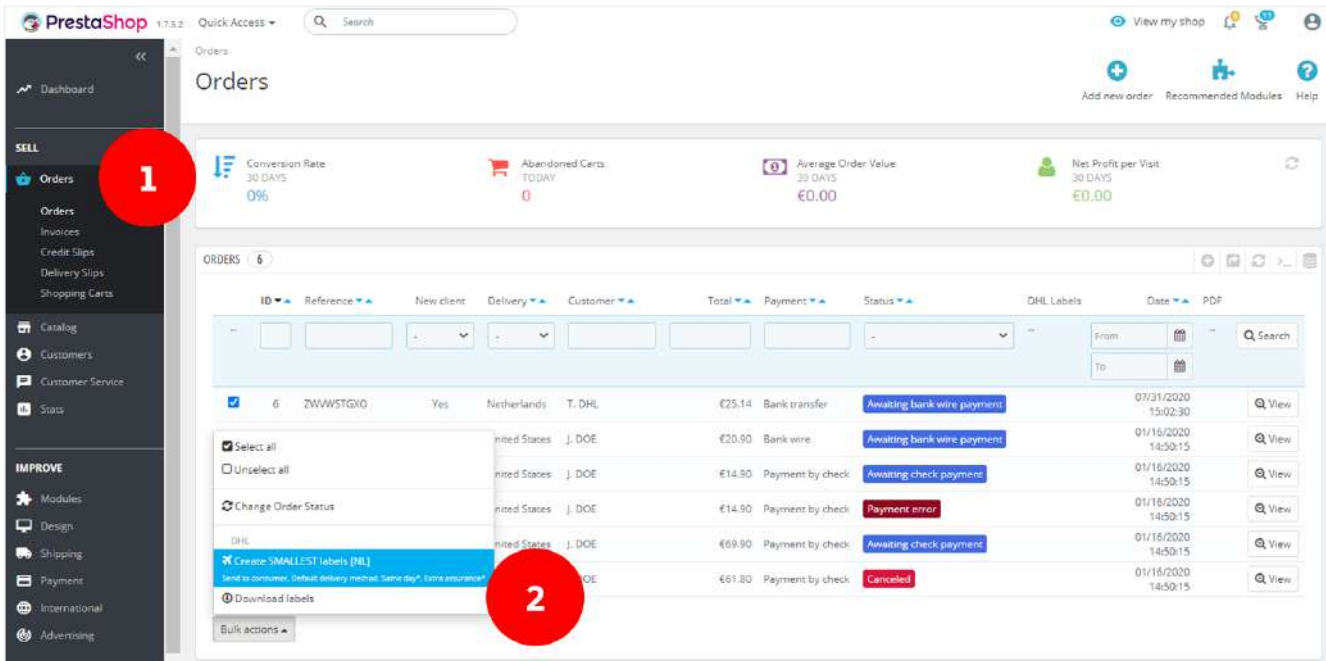 PrestaShop 1.7.5.2 Quick Access Search View my shop
Orders
Orders
Add new order Recommended Modules Help
Dashboard
SELL
Orders
Orders
Invoices
Credit Slips
Delivery Slips
Shopping Carts
Catalog
Customers
Customer Service
Stats
IMPROVE
Modules
Design
Shipping
Payment
International
Advertising
1
Conversion Rate
30 DAYS
0%
Abandoned Carts
TODAY
0
Average Order Value
30 DAYS
€0.00
Net Profit per Visit
30 DAYS
€0.00
ORDERS 6
ID Reference New client Delivery Customer Total Payment Status DHL Labels Date PDF
-- - - - -- From -- Search
To
6 ZWVWSTGXO Yes Netherlands T. DHL €25.14 Bank transfer Awaiting bank wire payment 07/31/2020 15:02:30 View
nited States J. DOE €20.90 Bank wire Awaiting bank wire payment 01/16/2020 14:50:15 View
nited States J. DOE €14.90 Payment by check Awaiting check payment 01/16/2020 14:50:15 View
nited States J. DOE €14.90 Payment by check Payment error 01/16/2020 14:50:15 View
nited States J. DOE €69.90 Payment by check Awaiting check payment 01/16/2020 14:50:15 View
OE €61.80 Payment by check Canceled 01/16/2020 14:50:15 View
Select all
Unselect all
Change Order Status
DHL
Create SMALLEST labels [NL]
Send to consumer, Default delivery method, Same day*, Extra assurance*
Download labels
2
Bulk actions